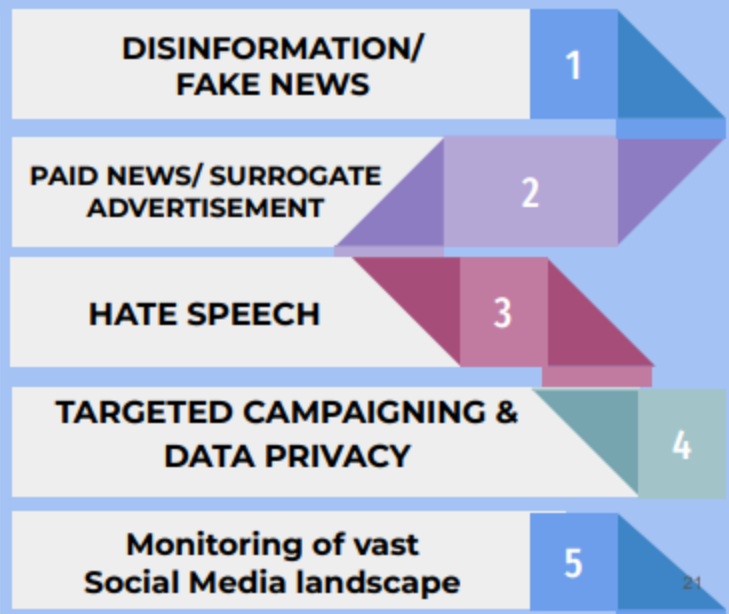 DISINFORMATION/
FAKE NEWS
1
PAID NEWS/ SURROGATE
ADVERTISEMENT
2
HATE SPEECH
3
TARGETED CAMPAIGNING &
DATA PRIVACY
4
Monitoring of vast
Social Media landscape
5
21